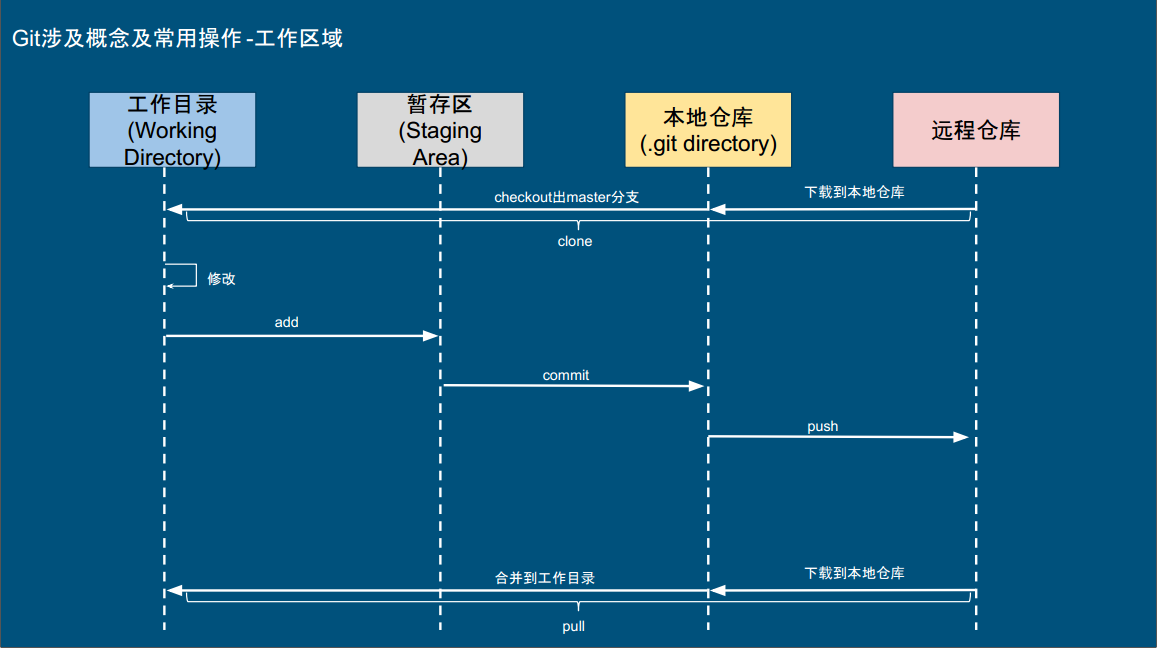 Git涉及概念及常用操作-工作区域
工作目录
(Working
Directory)
暂存区
(Staging
Area)
本地仓库
(.git directory)
远程仓库
checkout出master分支
下载到本地仓库
clone
修改
add
commit
push
合并到工作目录
下载到本地仓库
pull